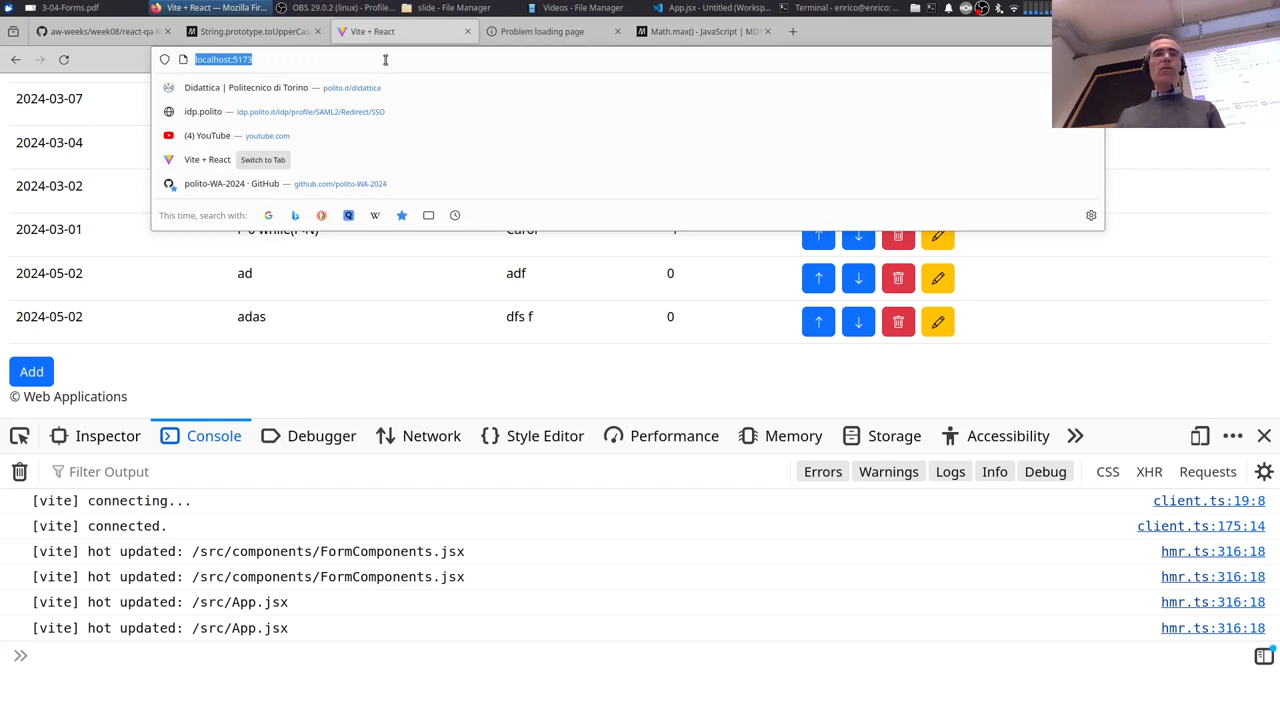 3-04-Forms.pdf
Vite + React — Mozilla Fir...
OBS 29.0.2 (linux) - Profile...
slide - File Manager
Videos - File Manager
App.jsx - Untitled (Worksp...
Terminal - enrico@enrico: ...
aw-weeks/week08/react-qa-f
String.prototype.toUpperCas
Vite + React
Problem loading page
Math.max() - JavaScript | MD
localhost:5173
Didattica | Politecnico di Torino — polito.it/didattica
idp.polito — idp.polito.it/idp/profile/SAML2/Redirect/SSO
(4) YouTube — youtube.com
Vite + React Switch to Tab
polito-WA-2024 · GitHub — github.com/polito-WA-2024
This time, search with:
2024-03-07
2024-03-04
2024-03-02
2024-03-01
2024-05-02 ad adf 0
2024-05-02 adas dfs f 0
Add
© Web Applications
Inspector Console Debugger Network Style Editor Performance Memory Storage Accessibility
Filter Output
Errors Warnings Logs Info Debug CSS XHR Requests
[vite] connecting... client.ts:19:8
[vite] connected. client.ts:175:14
[vite] hot updated: /src/components/FormComponents.jsx hmr.ts:316:18
[vite] hot updated: /src/components/FormComponents.jsx hmr.ts:316:18
[vite] hot updated: /src/App.jsx hmr.ts:316:18
[vite] hot updated: /src/App.jsx hmr.ts:316:18